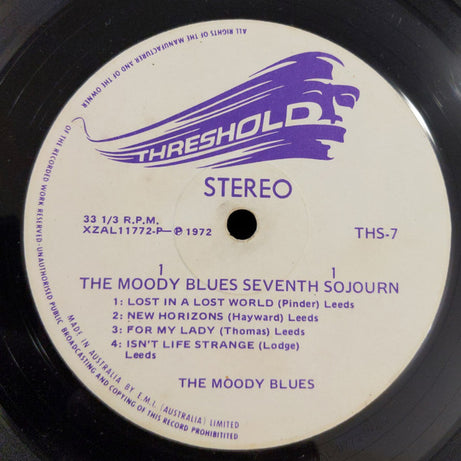 THRESHOLD
STEREO
33 1/3 R.P.M.
XZAL11772-P— Ⓟ 1972
THS-7
1 1
THE MOODY BLUES SEVENTH SOJOURN
1: LOST IN A LOST WORLD (Pinder) Leeds
2: NEW HORIZONS (Hayward) Leeds
3: FOR MY LADY (Thomas) Leeds
4: ISN'T LIFE STRANGE (Lodge)
Leeds
THE MOODY BLUES
MADE IN AUSTRALIA BY E.M.I. (AUSTRALIA) LIMITED
ALL RIGHTS OF THE MANUFACTURER AND OF THE OWNER OF THE RECORDED WORK RESERVED-UNAUTHORISED PUBLIC BROADCASTING AND COPYING OF THIS RECORD PROHIBITITED